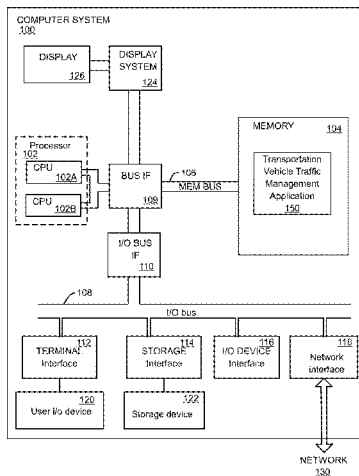 COMPUTER SYSTEM
100
DISPLAY
126
DISPLAY
SYSTEM
124
MEMORY
104
Transportation
Vehicle Traffic
Management
Application
150
Processor
102
CPU
102A
CPU
102B
BUS IF
109
106
MEM BUS
I/O BUS
IF
110
108
I/O bus
112
TERMINAL
Interface
114
STORAGE
Interface
116
I/O DEVICE
Interface
118
Network
interface
120
User i/o device
122
Storage device
NETWORK
130